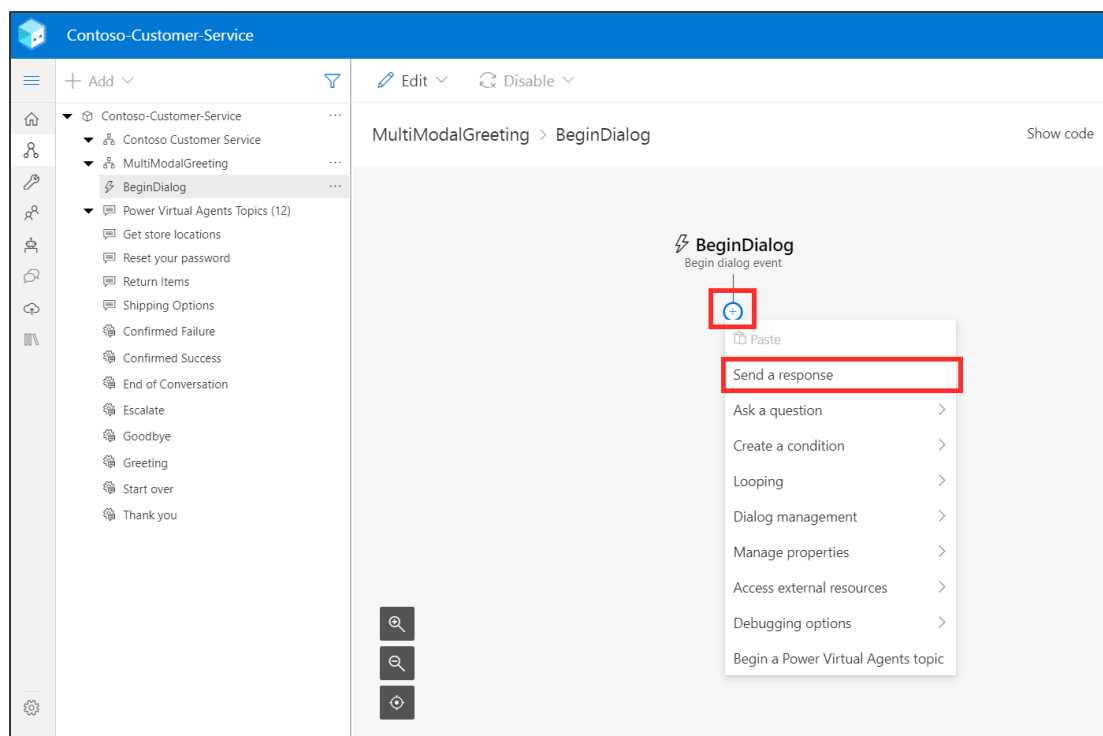 Contoso-Customer-Service
Add
Edit
Disable
Contoso-Customer-Service
Contoso Customer Service
MultiModalGreeting
BeginDialog
Power Virtual Agents Topics (12)
Get store locations
Reset your password
Return Items
Shipping Options
Confirmed Failure
Confirmed Success
End of Conversation
Escalate
Goodbye
Greeting
Start over
Thank you
MultiModalGreeting > BeginDialog
Show code
BeginDialog
Begin dialog event
Paste
Send a response
Ask a question
Create a condition
Looping
Dialog management
Manage properties
Access external resources
Debugging options
Begin a Power Virtual Agents topic